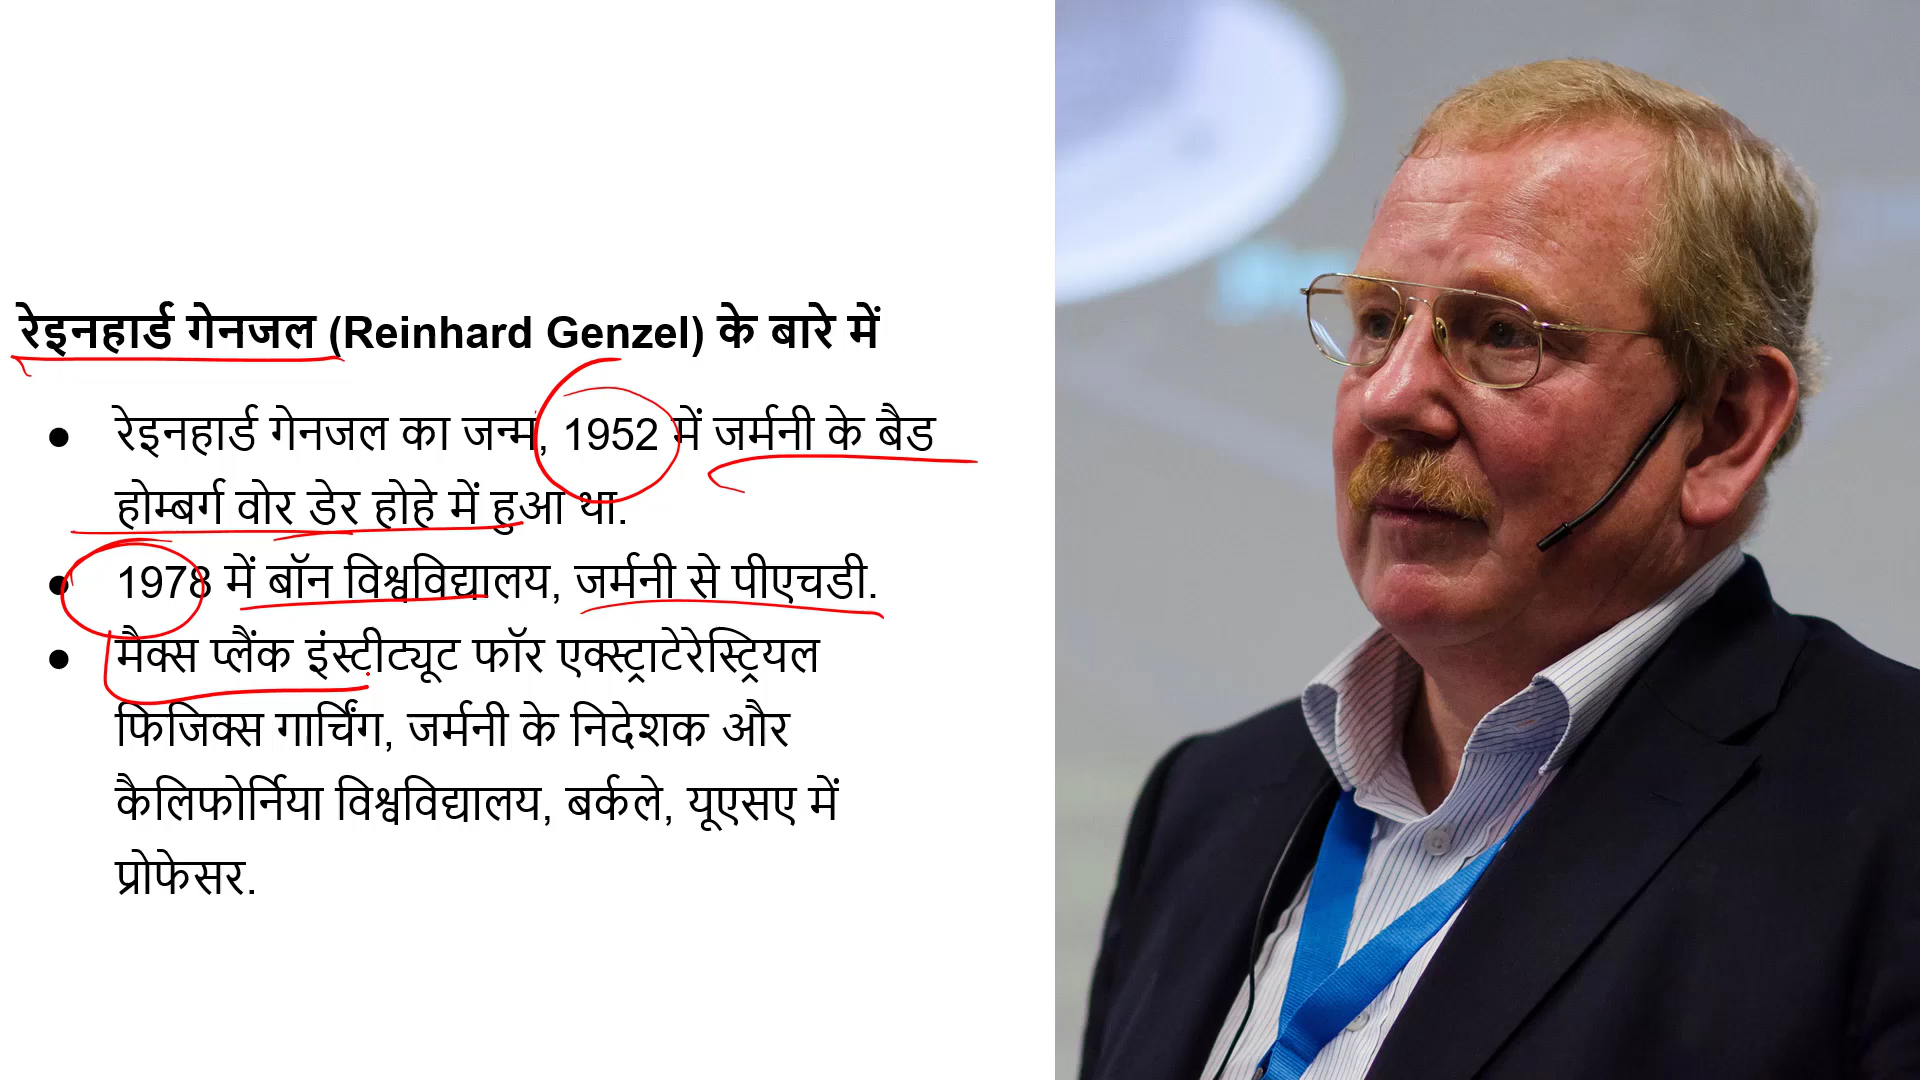 रेइनहार्ड गेनजल (Reinhard Genzel) के बारे में
● रेइनहार्ड गेनजल का जन्म, 1952 में जर्मनी के बैड
होम्बर्ग वोर डेर होहे में हुआ था.
● 1978 में बॉन विश्वविद्यालय, जर्मनी से पीएचडी.
● मैक्स प्लैंक इंस्टीट्यूट फॉर एक्स्ट्राटेरेस्ट्रियल
फिजिक्स गार्चिंग, जर्मनी के निदेशक और
कैलिफोर्निया विश्वविद्यालय, बर्कले, यूएसए में
प्रोफेसर.